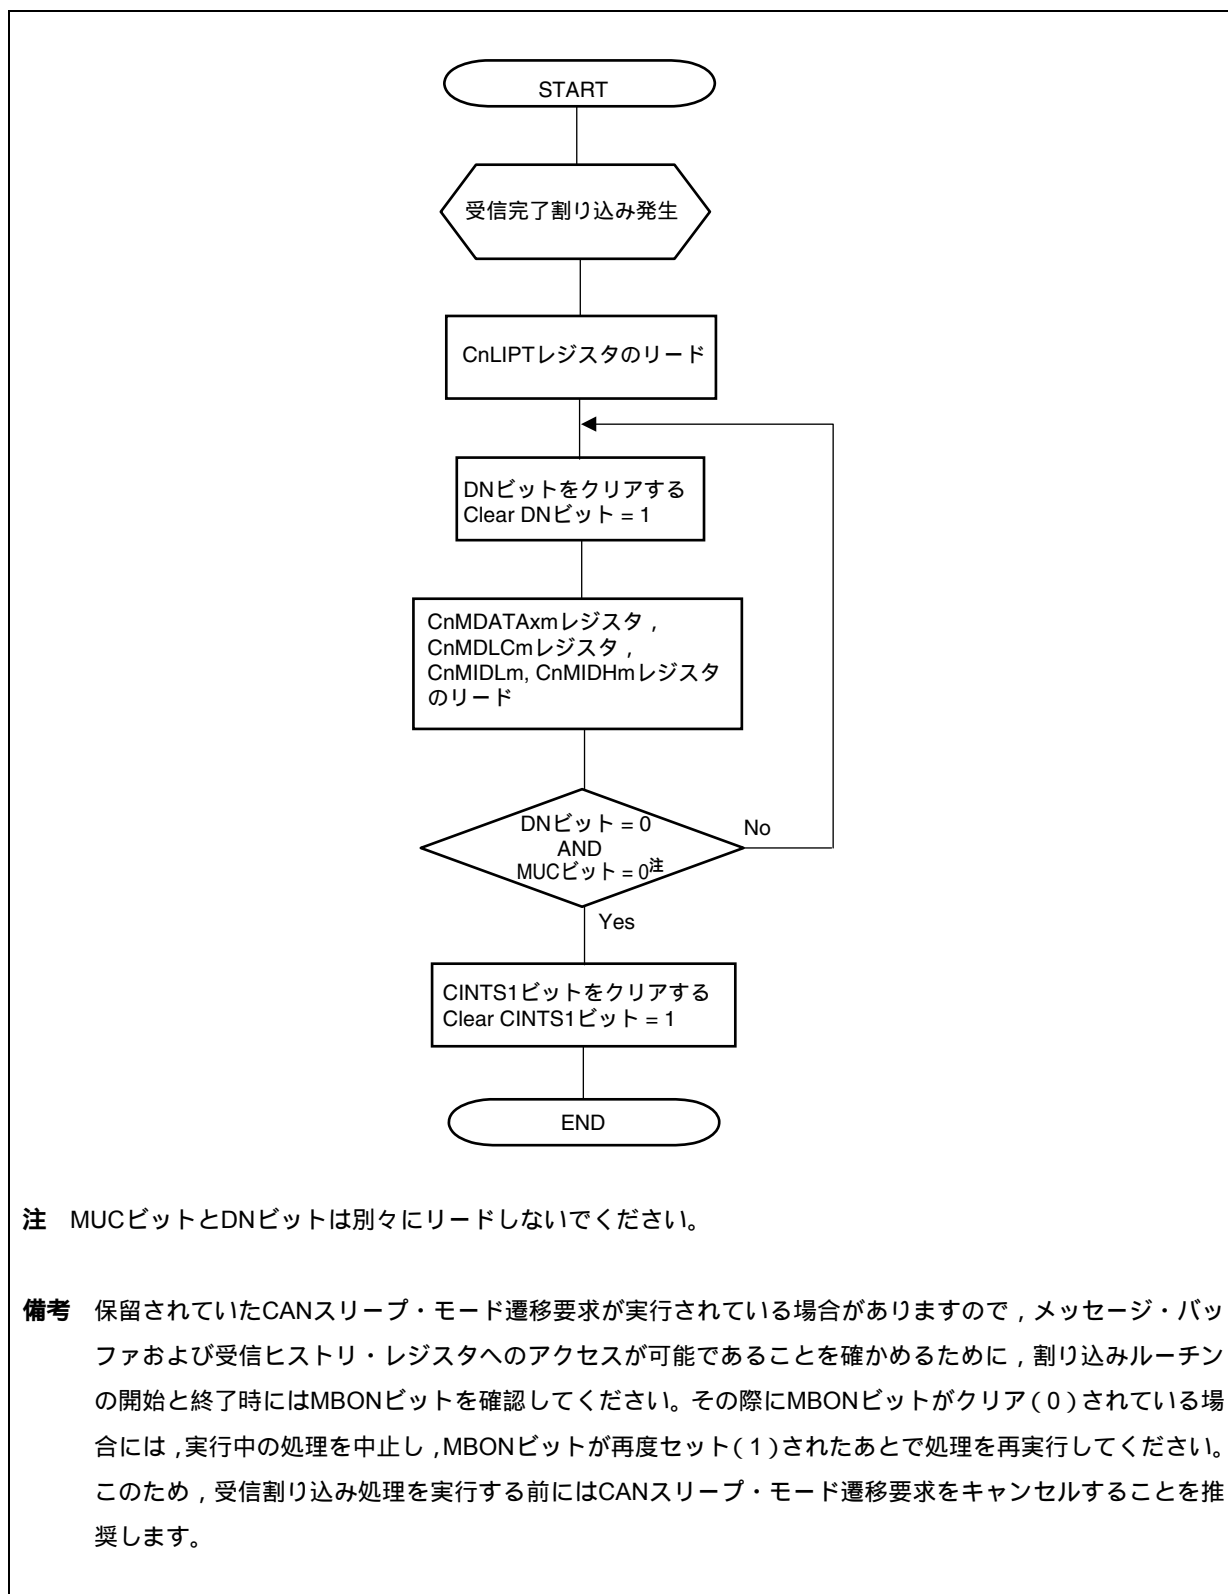 START
受信完了割り込み発生
CnLIPTレジスタのリード
DNビットをクリアする
Clear DNビット = 1
CnMDATAxmレジスタ，
CnMDLCmレジスタ，
CnMIDLm, CnMIDHmレジスタ
のリード
DNビット = 0
AND
MUCビット = 0注
No
Yes
CINTS1ビットをクリアする
Clear CINTS1ビット = 1
END
注 MUCビットとDNビットは別々にリードしないでください。
備考 保留されていたCANスリープ・モード遷移要求が実行されている場合がありますので，メッセージ・バッ
ファおよび受信ヒストリ・レジスタへのアクセスが可能であることを確かめるために，割り込みルーチン
の開始と終了時にはMBONビットを確認してください。その際にMBONビットがクリア（0）されている場
合には，実行中の処理を中止し，MBONビットが再度セット（1）されたあとで処理を再実行してください。
このため，受信割り込み処理を実行する前にはCANスリープ・モード遷移要求をキャンセルすることを推
奨します。